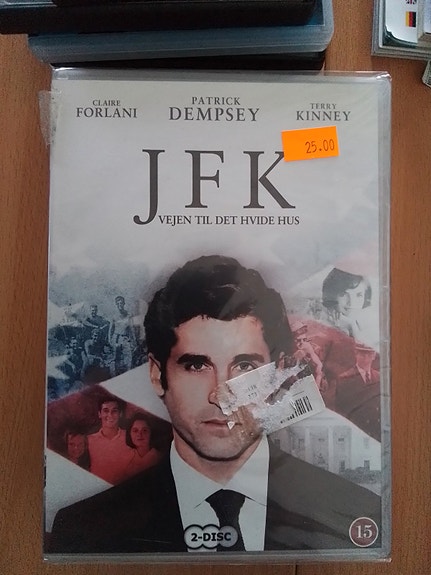 CLAIRE
FORLANI
PATRICK
DEMPSEY
TERRY
KINNEY
25.00
JFK
VEJEN TIL DET HVIDE HUS
2-DISC
15